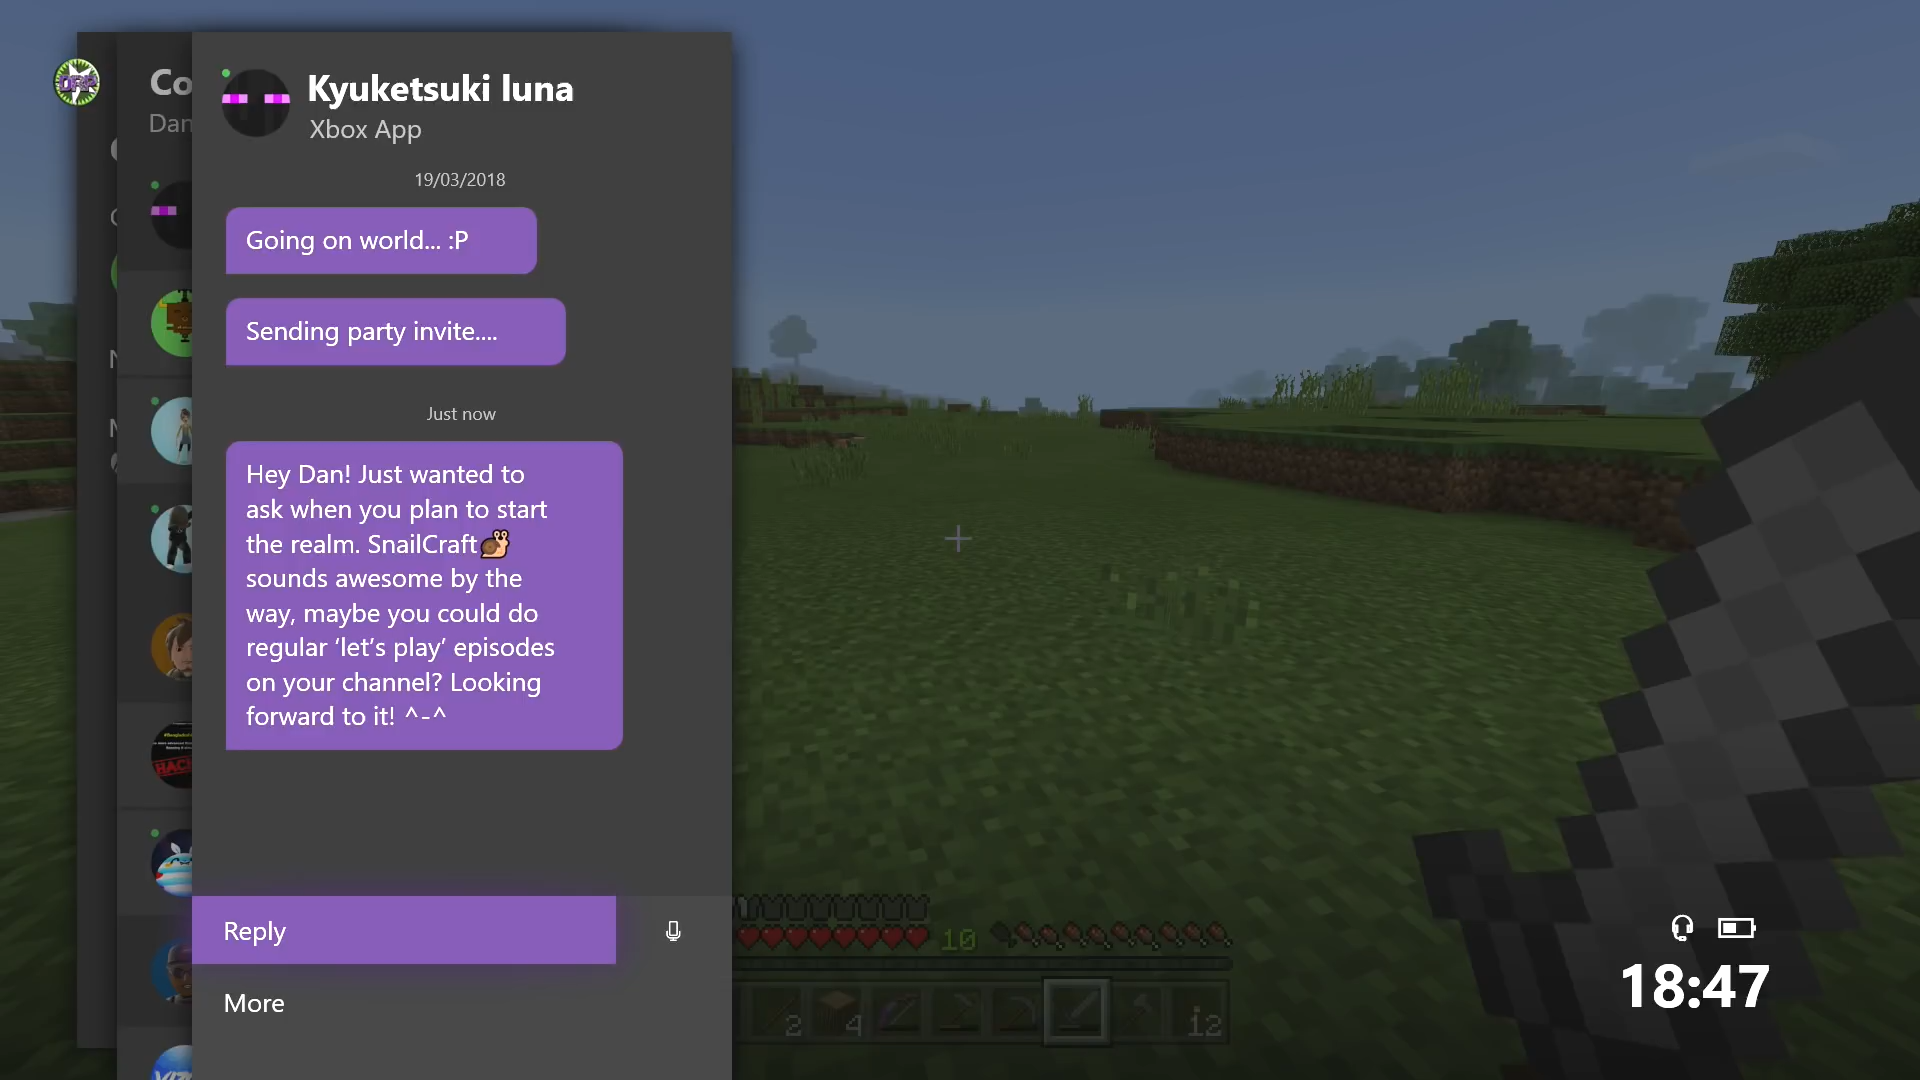 Co
Dan
Kyuketsuki luna
Xbox App
19/03/2018
Going on world... :P
Sending party invite....
Just now
Hey Dan! Just wanted to
ask when you plan to start
the realm. SnailCraft🐌
sounds awesome by the
way, maybe you could do
regular ‘let’s play’ episodes
on your channel? Looking
forward to it! ^-^
Reply
More
10
2
4
12
18:47